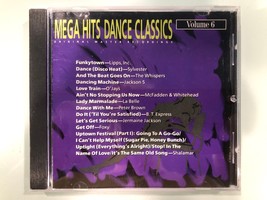 MEGA HITS DANCE CLASSICS
ORIGINAL MASTER RECORDINGS
Volume 6
Funkytown—Lipps, Inc.
Dance (Disco Heat)—Sylvester
And The Beat Goes On—The Whispers
Dancing Machine—Jackson 5
Love Train—O'Jays
Ain't No Stopping Us Now—McFadden & Whitehead
Lady Marmalade—La Belle
Dance With Me—Peter Brown
Do It ('Til You're Satisfied)—B.T. Express
Let's Get Serious—Jermaine Jackson
Get Off—Foxy
Uptown Festival (Part I): Going To A Go-Go/
I Can't Help Myself (Sugar Pie, Honey Bunch)/
Uptight (Everything's Alright)/Stop! In The
Name Of Love/It's The Same Old Song—Shalamar